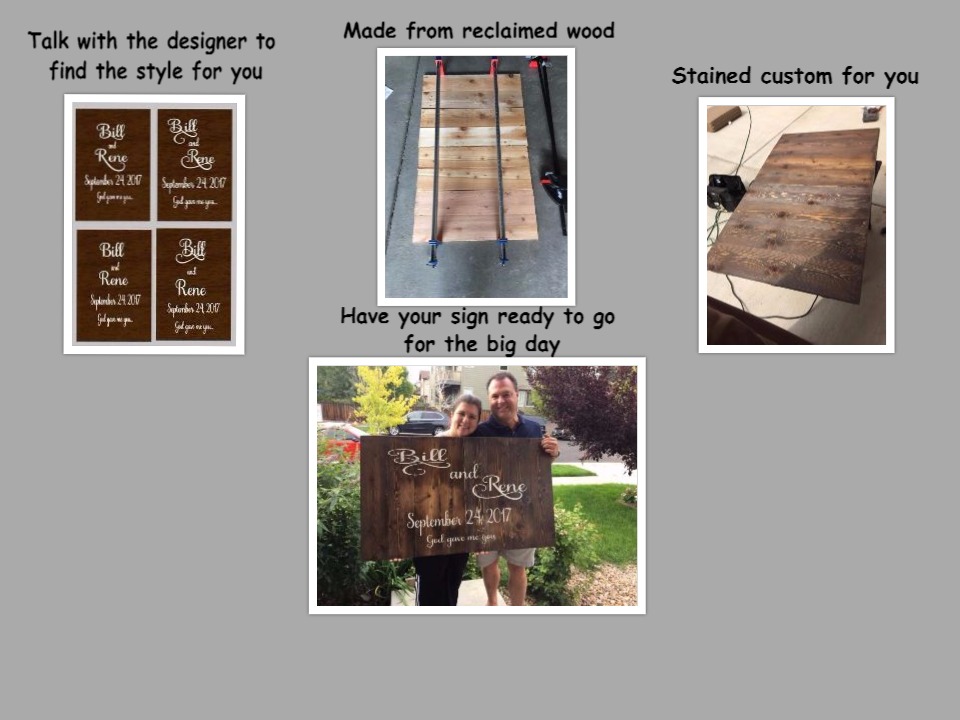 Talk with the designer to
find the style for you
Bill
and
Rene
September 24, 2017
God gave me you...
Bill
and
Rene
September 24, 2017
God gave me you...
Bill
and
Rene
September 24, 2017
God gave me you...
Bill
and
Rene
September 24, 2017
God gave me you...
Made from reclaimed wood
Stained custom for you
Have your sign ready to go
for the big day
Bill
and
Rene
September 24, 2017
God gave me you